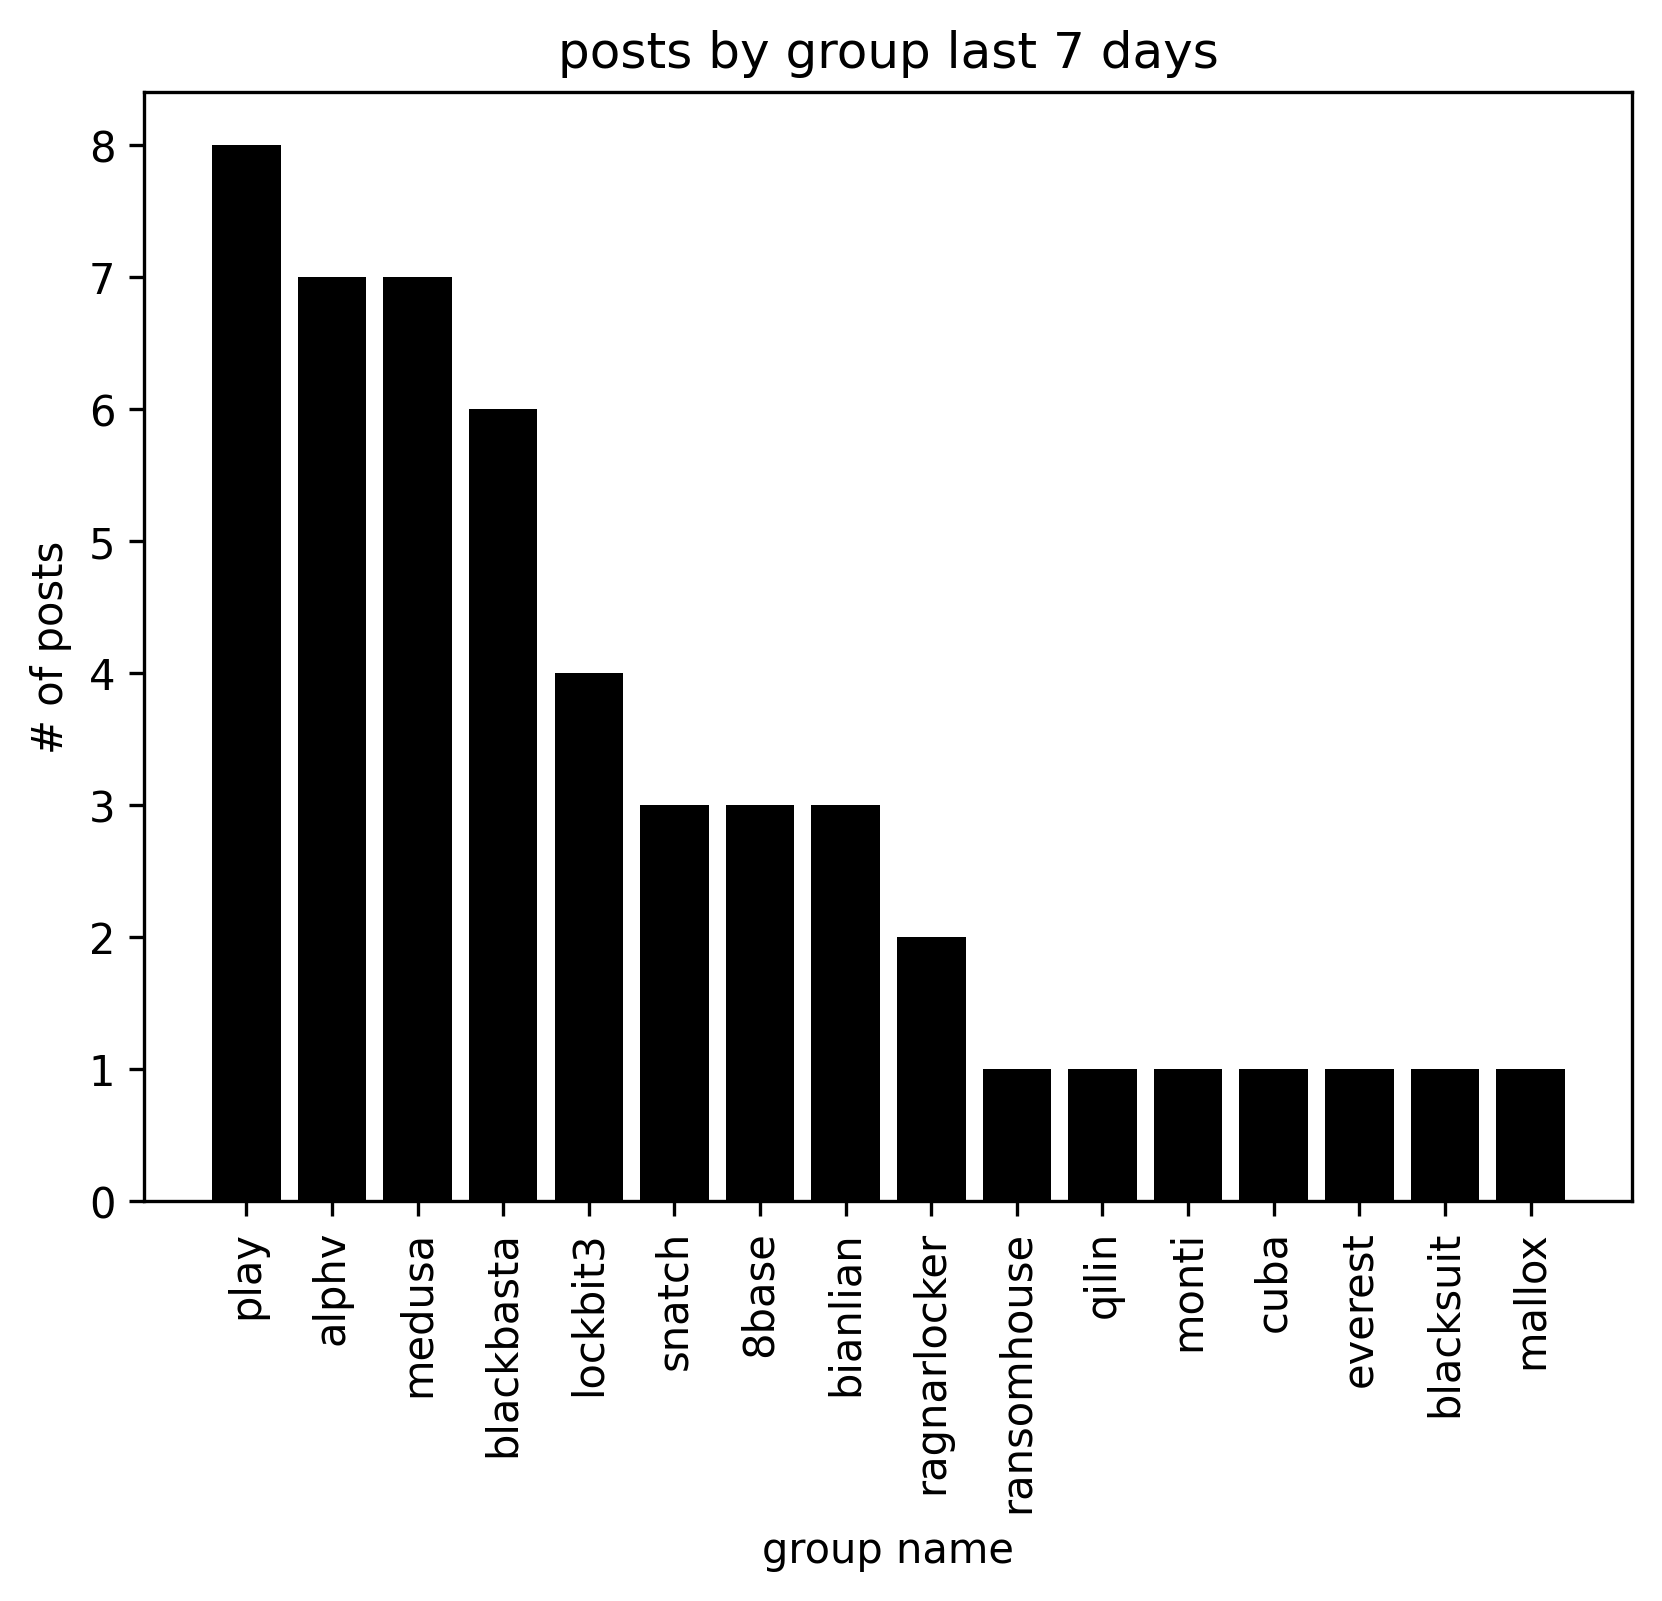 posts by group last 7 days
# of posts
8
7
6
5
4
3
2
1
0
play
alphv
medusa
blackbasta
lockbit3
snatch
8base
bianlian
ragnarlocker
ransomhouse
qilin
monti
cuba
everest
blacksuit
mallox
group name